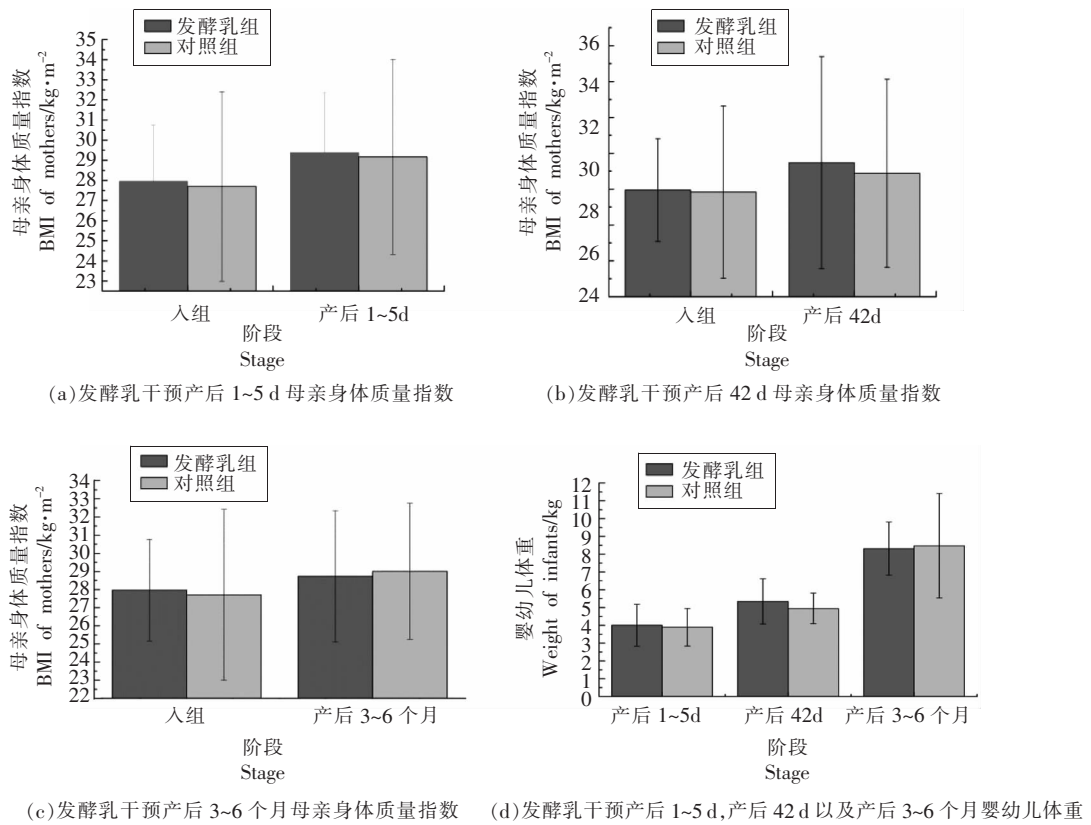 发酵乳组
对照组
母亲身体质量指数
BMI of mothers/kg·m⁻²
35
34
33
32
31
30
29
28
27
26
25
24
23
入组
产后 1~5d
阶段
Stage
(a)发酵乳干预产后 1~5 d 母亲身体质量指数
发酵乳组
对照组
母亲身体质量指数
BMI of mothers/kg·m⁻²
36
34
32
30
28
26
24
入组
产后 42d
阶段
Stage
(b)发酵乳干预产后 42 d 母亲身体质量指数
发酵乳组
对照组
母亲身体质量指数
BMI of mothers/kg·m⁻²
34
33
32
31
30
29
28
27
26
25
24
23
22
入组
产后 3~6 个月
阶段
Stage
(c)发酵乳干预产后 3~6 个月母亲身体质量指数
发酵乳组
对照组
婴幼儿体重
Weight of infants/kg
12
11
10
9
8
7
6
5
4
3
2
1
0
产后 1~5d
产后 42d
产后 3~6 个月
阶段
Stage
(d)发酵乳干预产后 1~5 d,产后 42 d 以及产后 3~6 个月婴幼儿体重